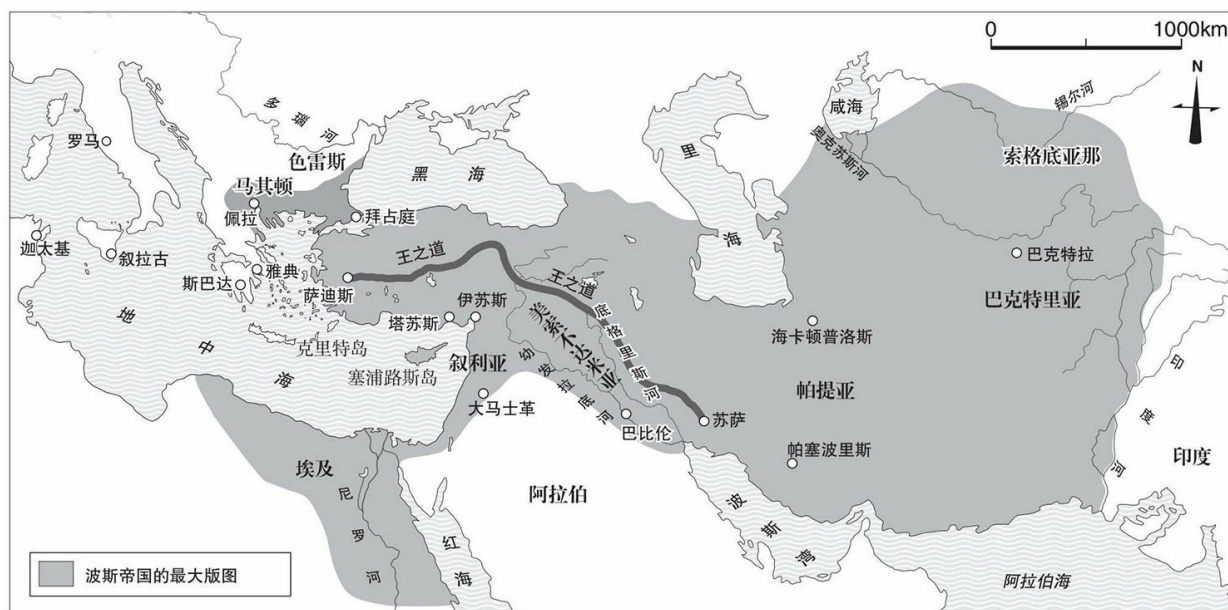 0 1000km
N
多瑙河
罗马
色雷斯
黑海
里海
咸海
锡尔河
奥克苏斯河
索格底亚那
马其顿
佩拉
拜占庭
迦太基
叙拉古
雅典
斯巴达
萨迪斯
王之道
王之道
巴克特拉
巴克特里亚
塔苏斯
伊苏斯
底格里斯河
美索不达米亚
幼发拉底河
海卡顿普洛斯
地中海
克里特岛
塞浦路斯岛
叙利亚
大马士革
巴比伦
苏萨
帕提亚
帕塞波里斯
印度河
印度
埃及
尼罗河
阿拉伯
红海
波斯湾
阿拉伯海
波斯帝国的最大版图